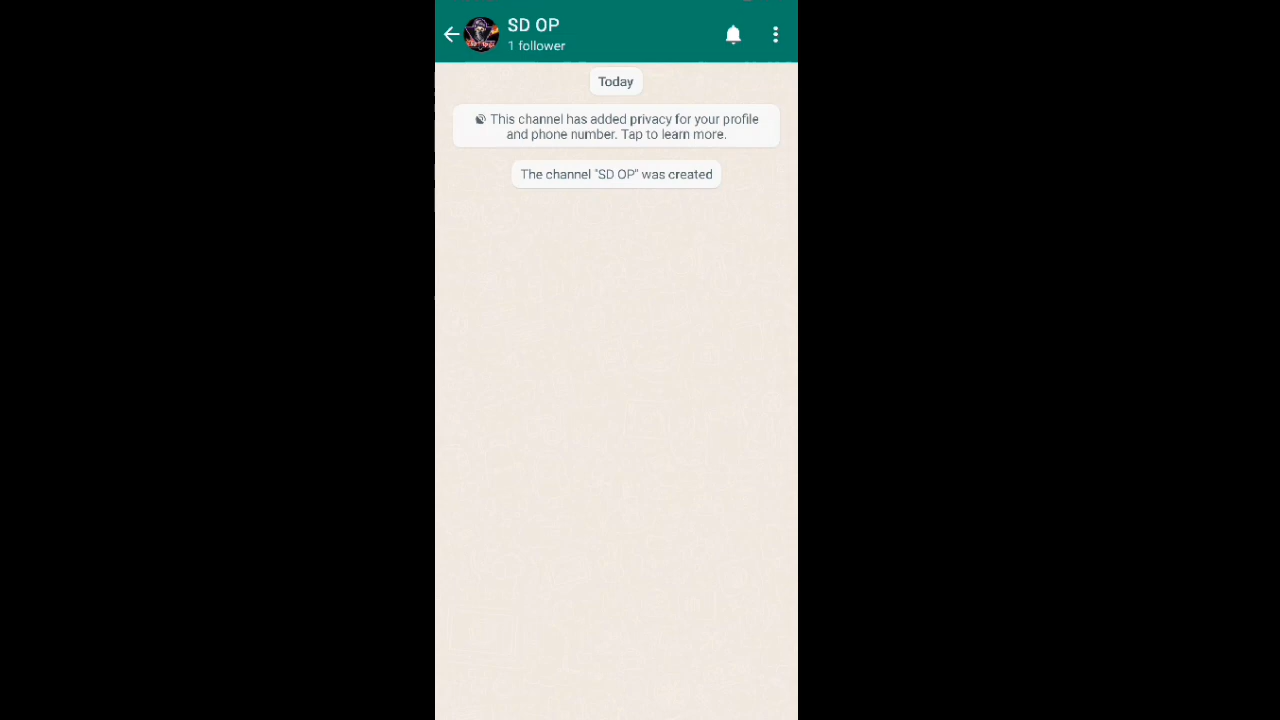 SD OP
1 follower
Today
This channel has added privacy for your profile
and phone number. Tap to learn more.
The channel "SD OP" was created